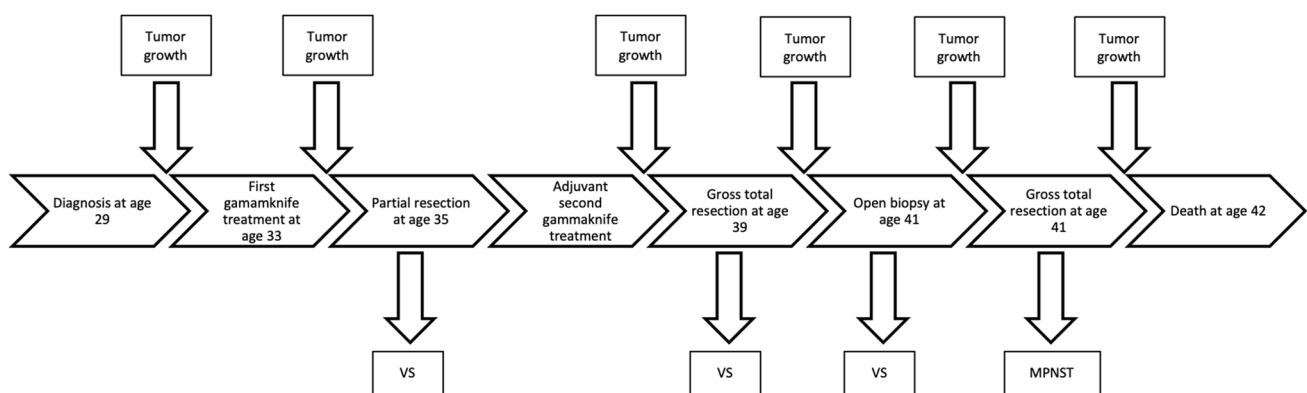 Tumor
growth
Tumor
growth
Tumor
growth
Tumor
growth
Tumor
growth
Tumor
growth
Diagnosis at age
29
First
gamamknife
treatment at
age 33
Partial resection
at age 35
Adjuvant
second
gammaknife
treatment
Gross total
resection at age
39
Open biopsy at
age 41
Gross total
resection at age
41
Death at age 42
VS
VS
VS
MPNST